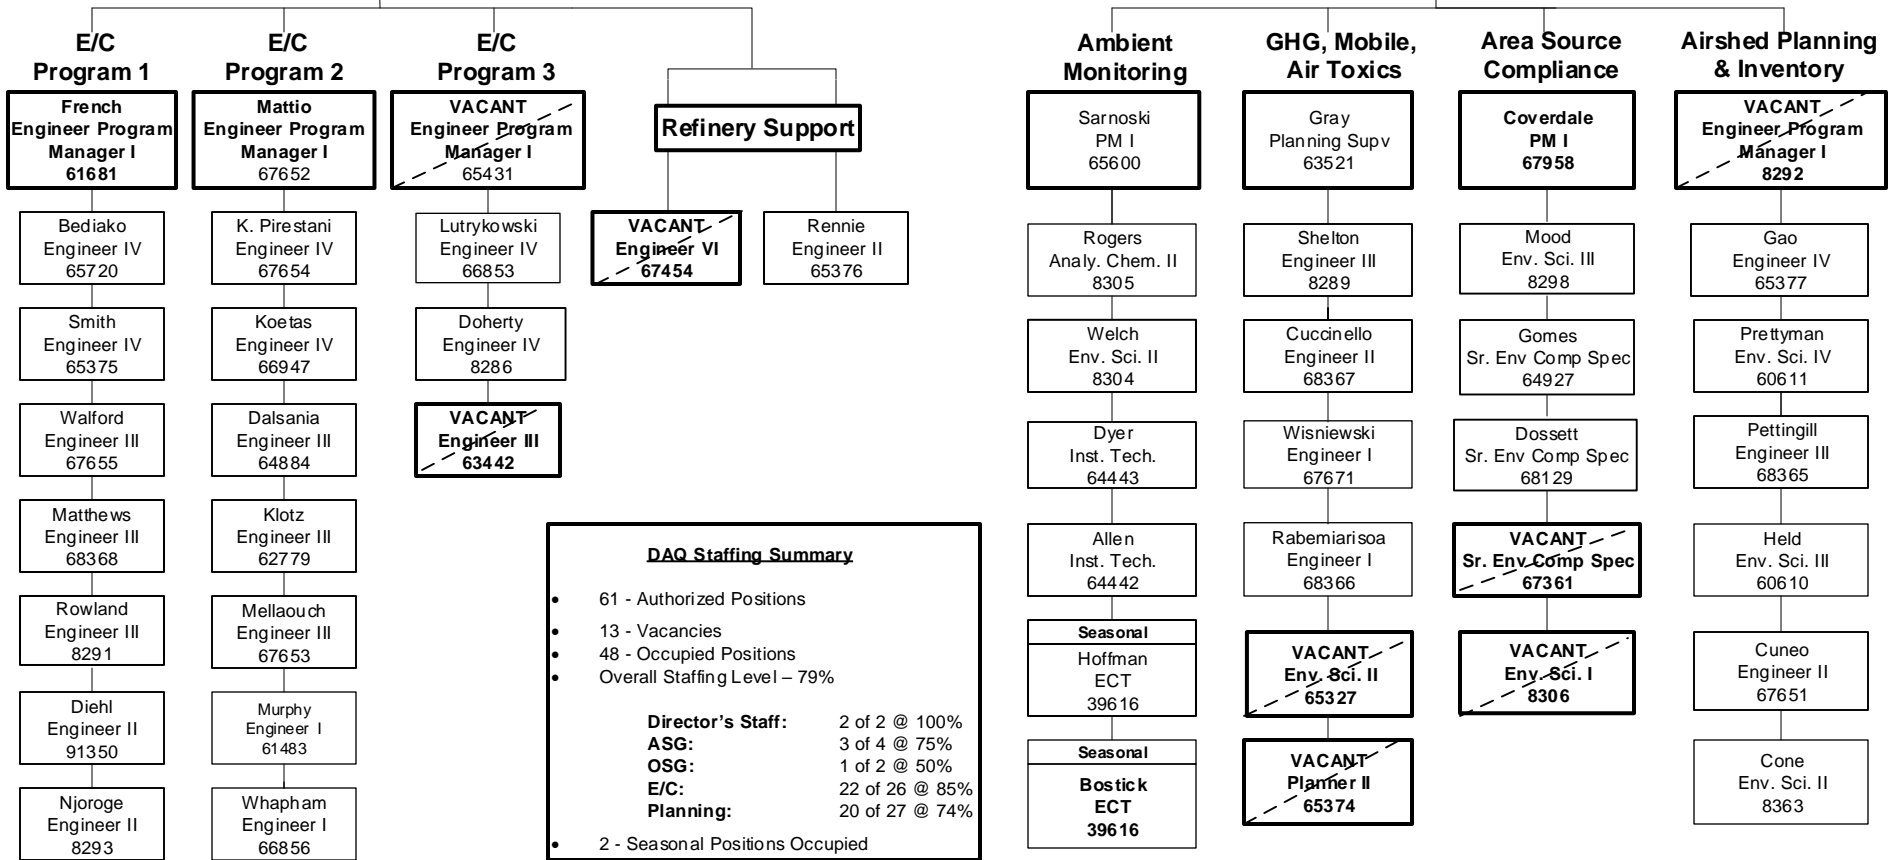 E/C
Program 1
French
Engineer Program
Manager I
61681
Bediako
Engineer IV
65720
Smith
Engineer IV
65375
Walford
Engineer III
67655
Matthews
Engineer III
68368
Rowland
Engineer III
8291
Diehl
Engineer II
91350
Njoroge
Engineer II
8293
E/C
Program 2
Mattio
Engineer Program
Manager I
67652
K. Pirestani
Engineer IV
67654
Koetas
Engineer IV
66947
Dalsania
Engineer III
64884
Klotz
Engineer III
62779
Mellaouch
Engineer III
67653
Murphy
Engineer I
61483
Whapham
Engineer I
66856
E/C
Program 3
VACANT
Engineer Program
Manager I
65431
Lutrykowski
Engineer IV
66853
Doherty
Engineer IV
8286
VACANT
Engineer III
63442
Refinery Support
VACANT
Engineer VI
67454
Rennie
Engineer II
65376
DAQ Staffing Summary
• 61 - Authorized Positions
• 13 - Vacancies
• 48 - Occupied Positions
• Overall Staffing Level – 79%
Director's Staff: 2 of 2 @ 100%
ASG: 3 of 4 @ 75%
OSG: 1 of 2 @ 50%
E/C: 22 of 26 @ 85%
Planning: 20 of 27 @ 74%
• 2 - Seasonal Positions Occupied
Ambient
Monitoring
Sarnoski
PM I
65600
Rogers
Analy. Chem. II
8305
Welch
Env. Sci. II
8304
Dyer
Inst. Tech.
64443
Allen
Inst. Tech.
64442
Seasonal
Hoffman
ECT
39616
Seasonal
Bostick
ECT
39616
GHG, Mobile,
Air Toxics
Gray
Planning Supv
63521
Shelton
Engineer III
8289
Cuccinello
Engineer II
68367
Wisniewski
Engineer I
67671
Rabemiarisoa
Engineer I
68366
VACANT
Env. Sci. II
65327
VACANT
Planner II
65374
Area Source
Compliance
Coverdale
PM I
67958
Mood
Env. Sci. III
8298
Gomes
Sr. Env Comp Spec
64927
Dossett
Sr. Env Comp Spec
68129
VACANT
Sr. Env Comp Spec
67361
VACANT
Env. Sci. I
8306
Airshed Planning
& Inventory
VACANT
Engineer Program
Manager I
8292
Gao
Engineer IV
65377
Prettyman
Env. Sci. IV
60611
Pettingill
Engineer III
68365
Held
Env. Sci. III
60610
Cuneo
Engineer II
67651
Cone
Env. Sci. II
8363